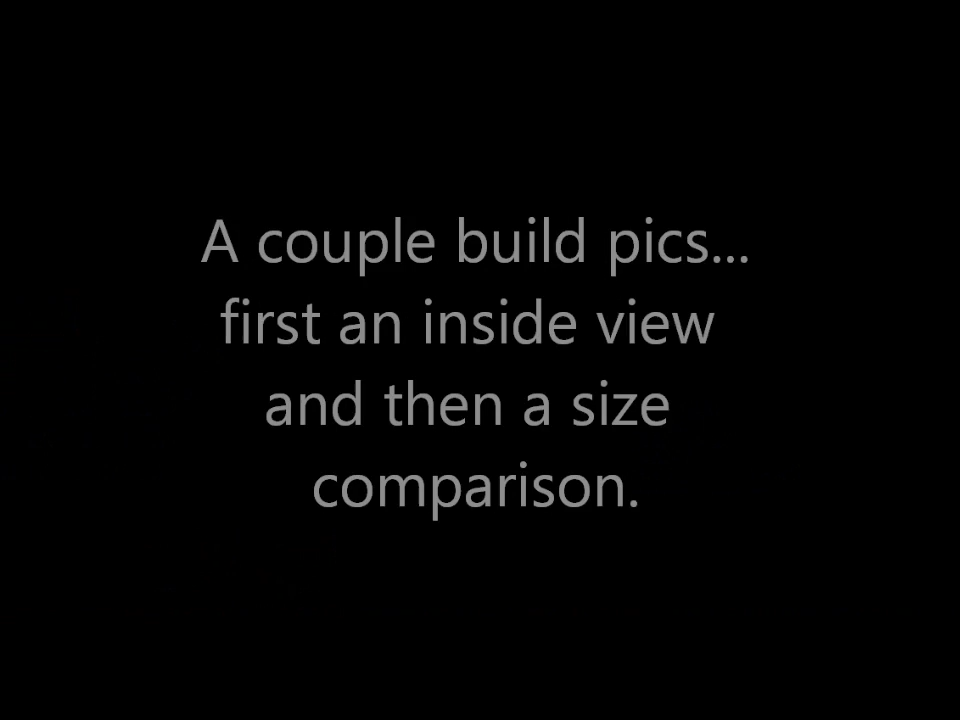 A couple build pics...
first an inside view
and then a size
comparison.